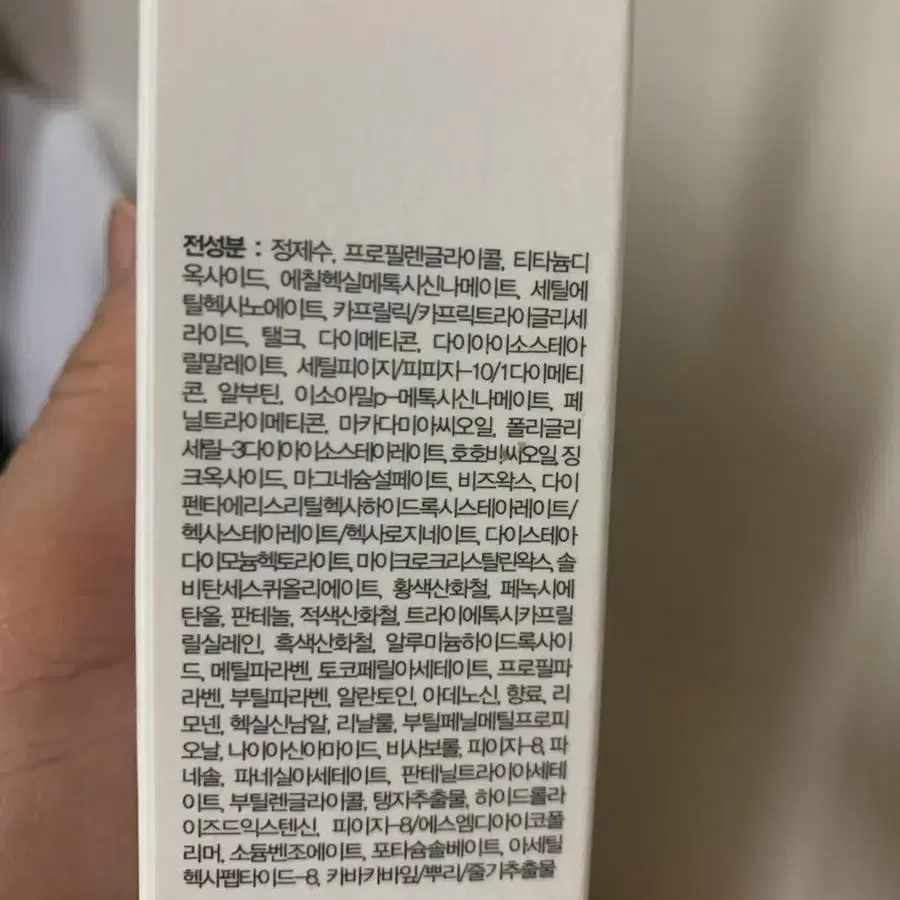 전성분 : 정제수, 프로필렌글라이콜, 티타늄디
옥사이드, 에칠헥실메톡시신나메이트, 세틸에
틸헥사노에이트, 카프릴릭/카프릭트라이글리세
라이드, 탤크, 다이메티콘, 다이아이소스테아
릴말레이트, 세틸피이지/피피지-10/1다이메티
콘, 알부틴, 이소아밀p-메톡시신나메이트, 페
닐트라이메티콘, 마카다미아씨오일, 폴리글리
세릴-3다이아이소스테아레이트, 호호바씨오일, 징
크옥사이드, 마그네슘설페이트, 비즈왁스, 다이
펜타에리스리틸헥사하이드록시스테아레이트/
헥사스테아레이트/헥사로지네이트, 다이스테아
다이모늄헥토라이트, 마이크로크리스탈린왁스, 솔
비탄세스퀴올리에이트, 황색산화철, 페녹시에
탄올, 판테놀, 적색산화철, 트라이에톡시카프릴
릴실레인, 흑색산화철, 알루미늄하이드록사이
드, 메틸파라벤, 토코페릴아세테이트, 프로필파
라벤, 부틸파라벤, 알란토인, 아데노신, 향료, 리
모넨, 헥실신남알, 리날룰, 부틸페닐메틸프로피
오날, 나이아신아마이드, 비사보롤, 피이지-8, 파
네솔, 파네실아세테이트, 판테닐트라이아세테
이트, 부틸렌글라이콜, 탱자추출물, 하이드롤라
이즈드익스텐신, 피이지-8/에스엠디아이코폴
리머, 소듐벤조에이트, 포타슘솔베이트, 아세틸
헥사펩타이드-8, 카바카바잎/뿌리/줄기추출물